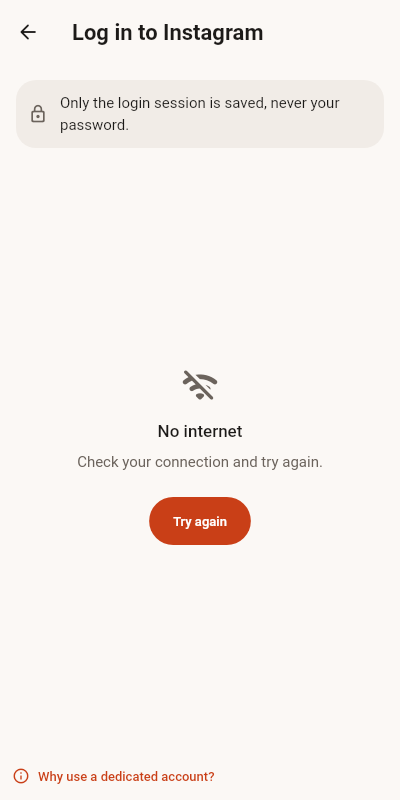 Log in to Instagram
Only the login session is saved, never your
password.
No internet
Check your connection and try again.
Try again
Why use a dedicated account?